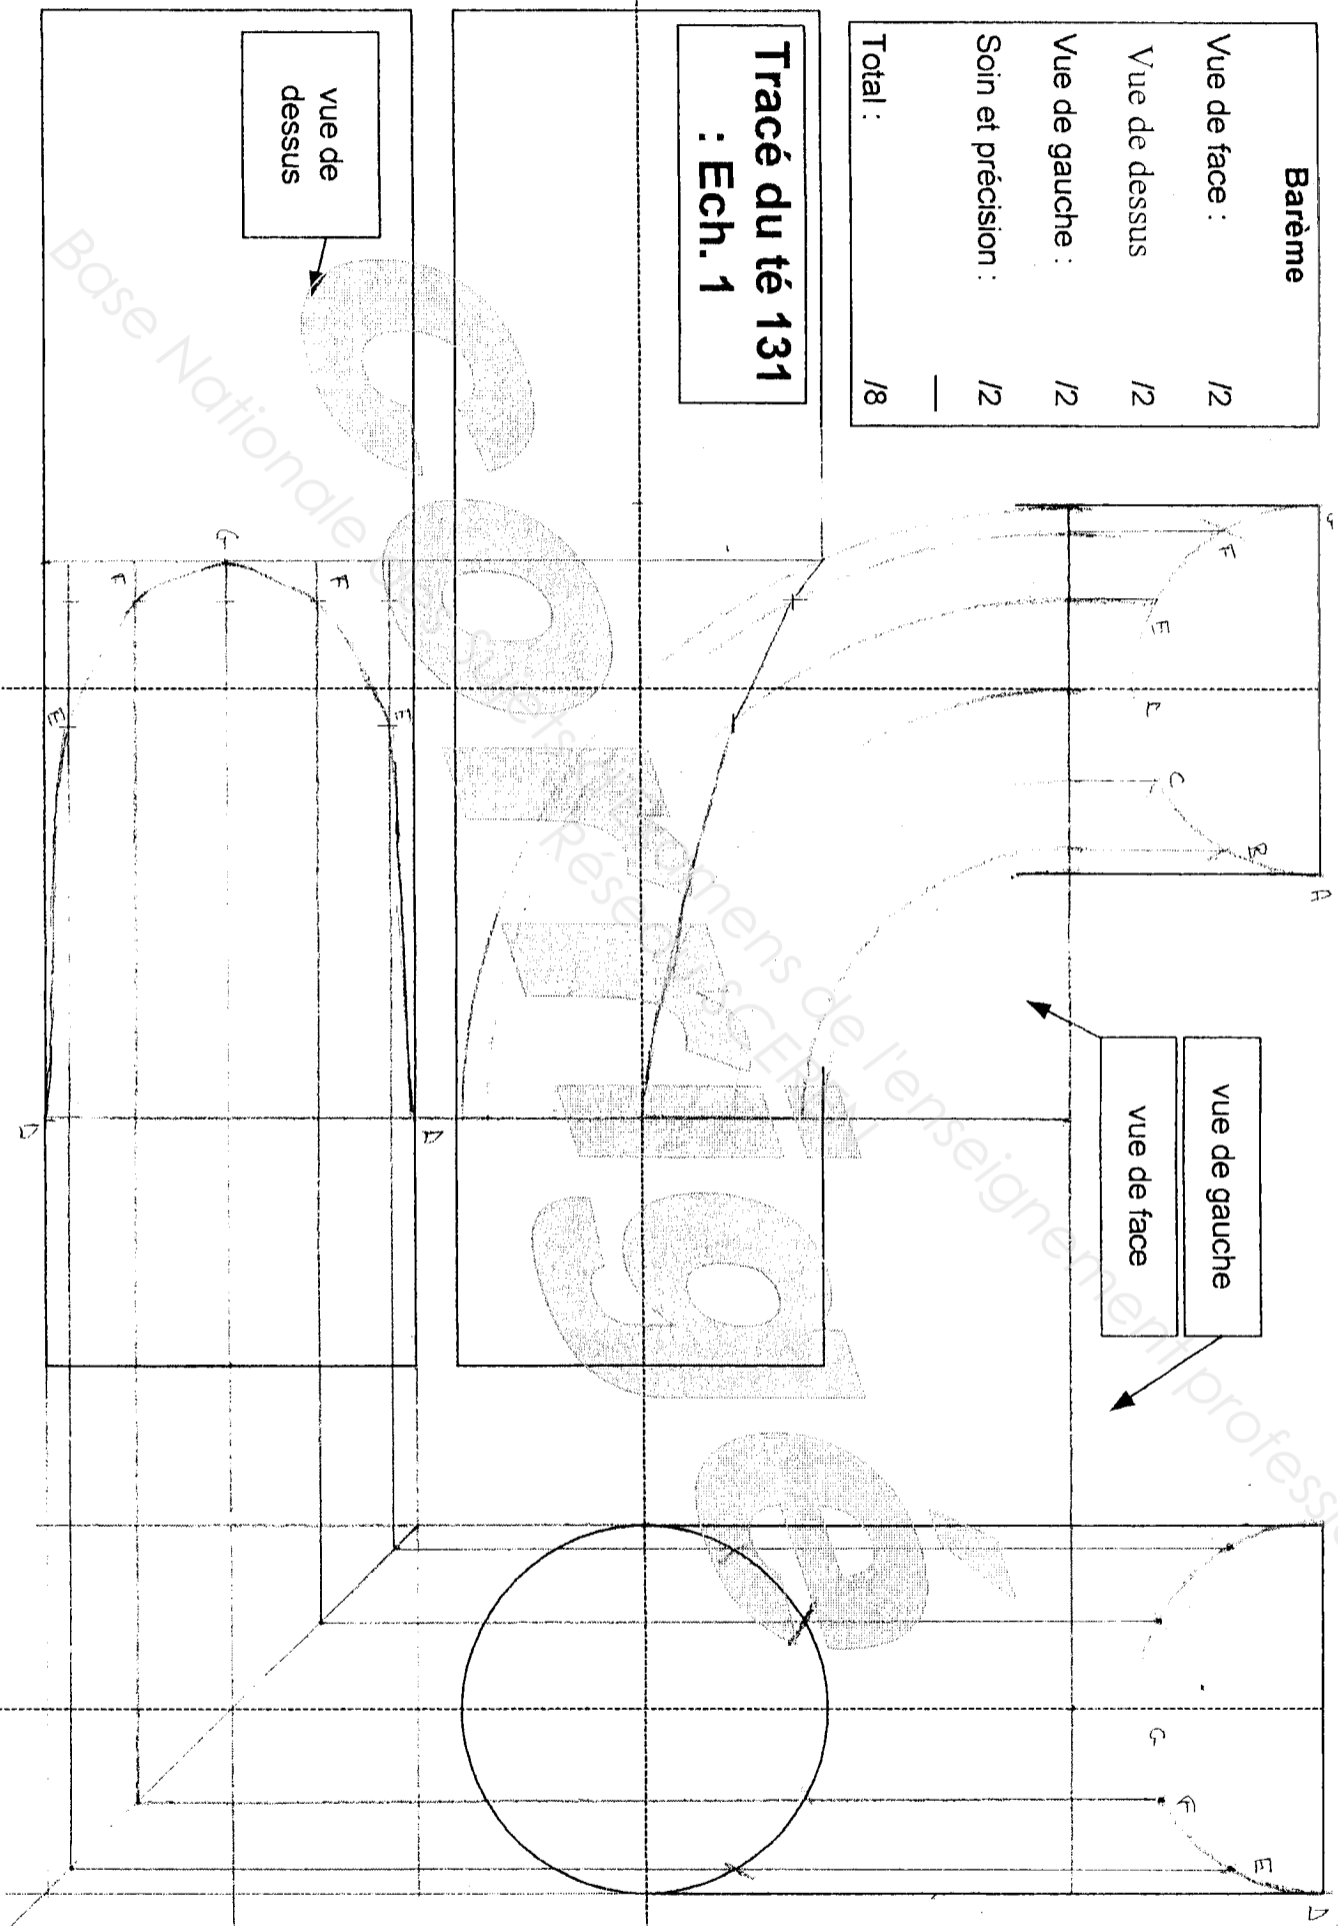 Barème
Vue de face : /2
Vue de dessus /2
Vue de gauche : /2
Soin et précision : /2
Total : /8
Tracé du té 131
: Ech. 1
vue de
dessus
vue de gauche
vue de face
Base Nationale des Sujets d'Examens de l'enseignement profess
Réseau SCEREN
Corrigé
F
E
C
B
A
G
F
F
E
E
D
G
F
E
D